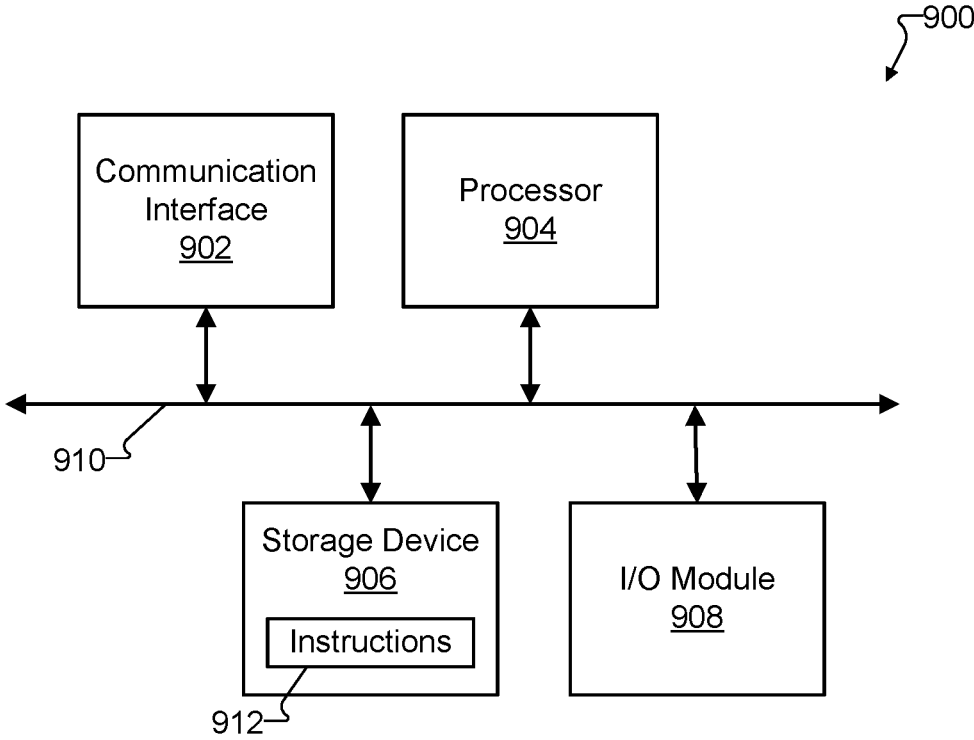 900
Communication
Interface
902
Processor
904
910
Storage Device
906
Instructions
912
I/O Module
908